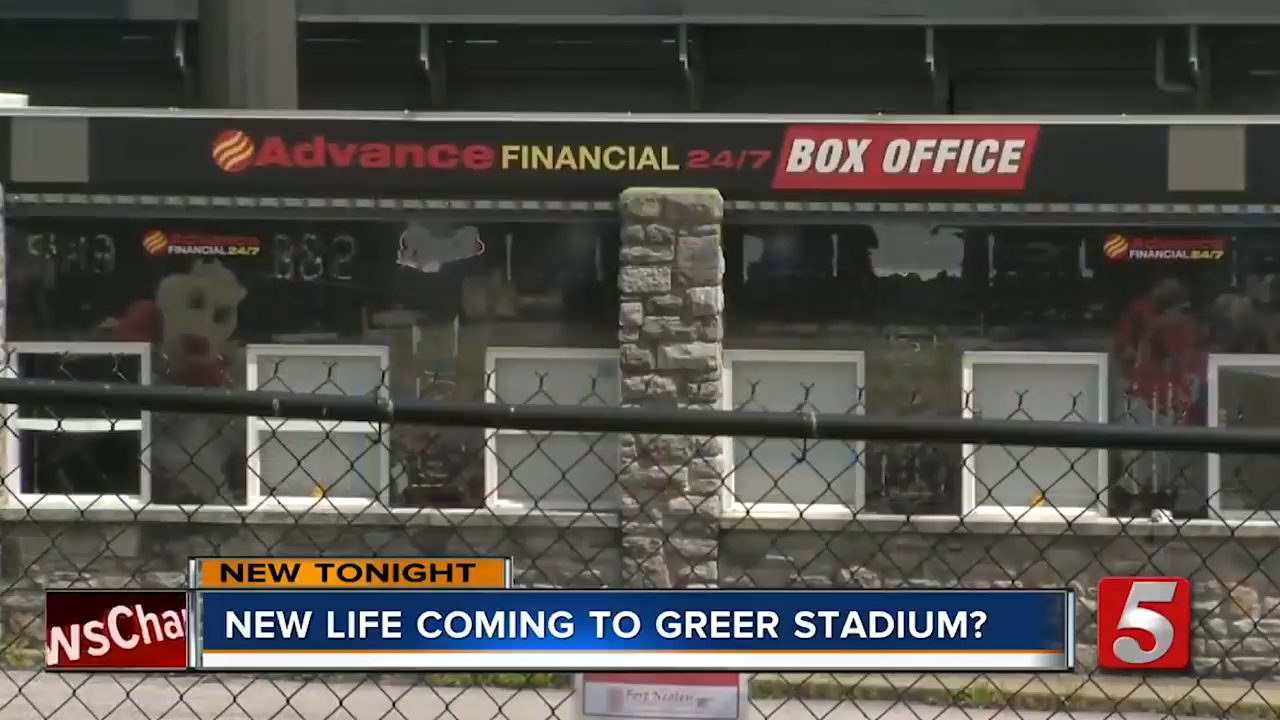 Advance FINANCIAL 24/7 BOX OFFICE
Advance
FINANCIAL 24/7
Advance
FINANCIAL 24/7
NEW TONIGHT
NEW LIFE COMING TO GREER STADIUM?
wsCha
5